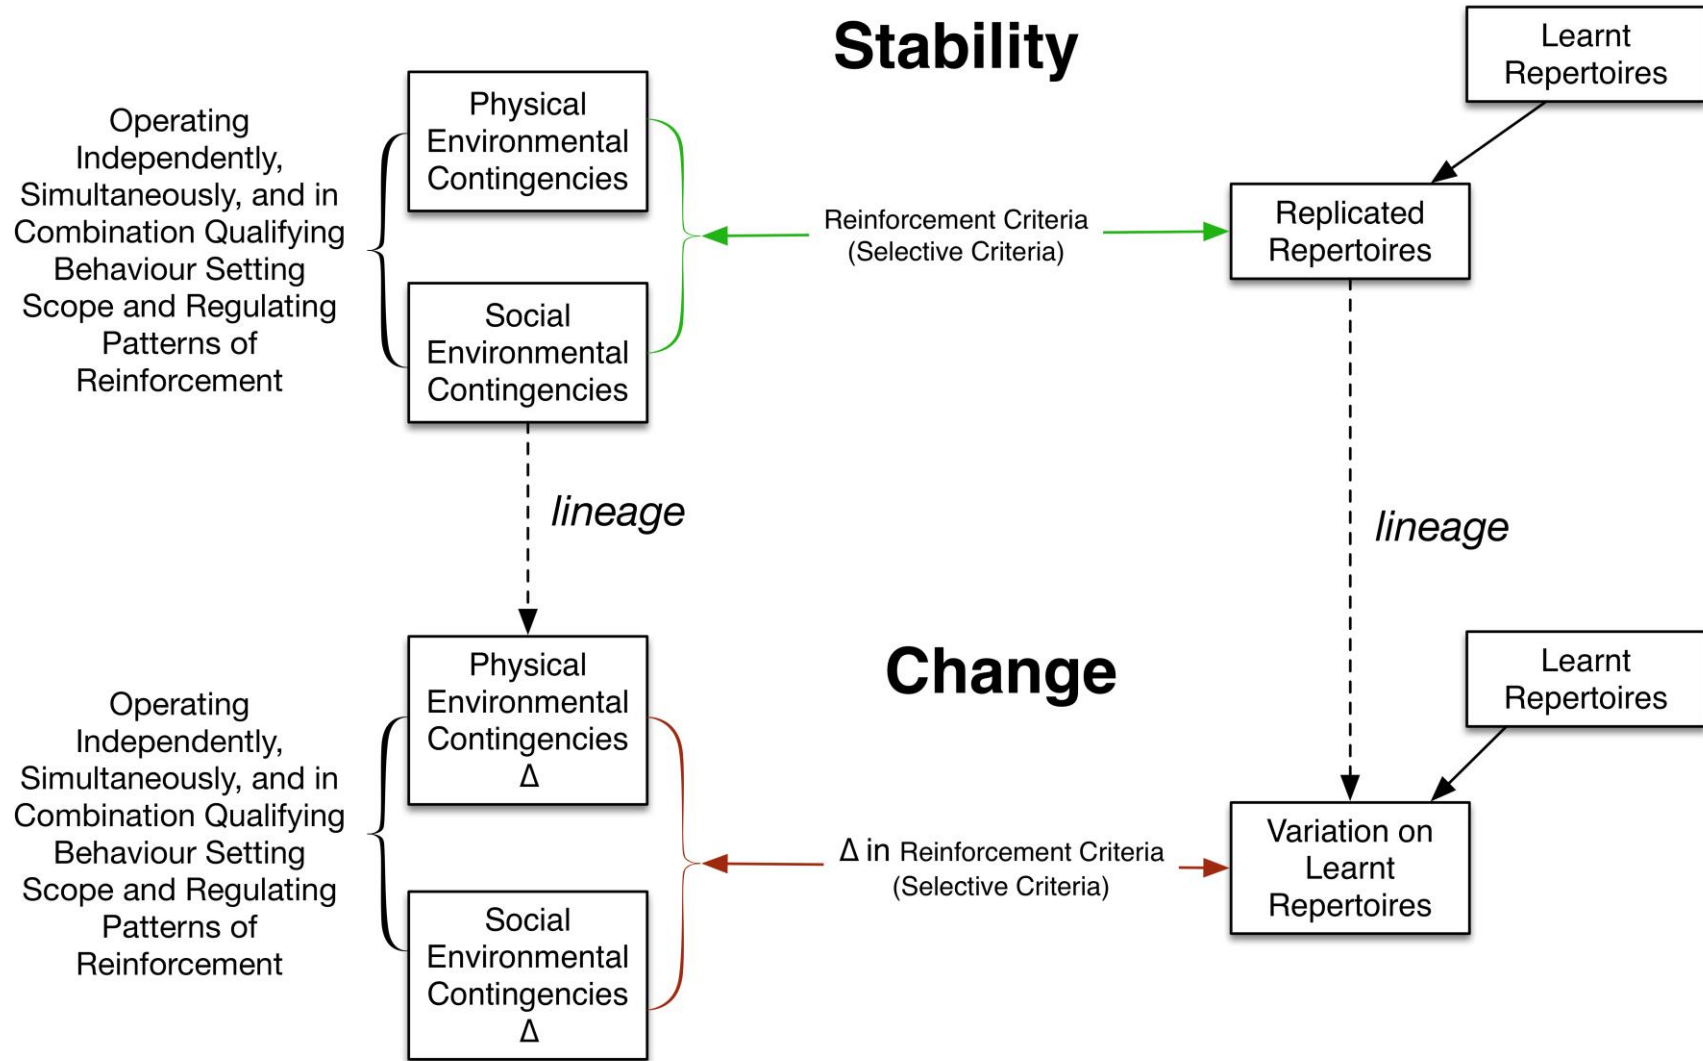 Stability
Learnt
Repertoires
Operating
Independently,
Simultaneously, and in
Combination Qualifying
Behaviour Setting
Scope and Regulating
Patterns of
Reinforcement
Physical
Environmental
Contingencies
Social
Environmental
Contingencies
Reinforcement Criteria
(Selective Criteria)
Replicated
Repertoires
lineage
lineage
Change
Learnt
Repertoires
Operating
Independently,
Simultaneously, and in
Combination Qualifying
Behaviour Setting
Scope and Regulating
Patterns of
Reinforcement
Physical
Environmental
Contingencies
Δ
Social
Environmental
Contingencies
Δ
Δ in Reinforcement Criteria
(Selective Criteria)
Variation on
Learnt
Repertoires